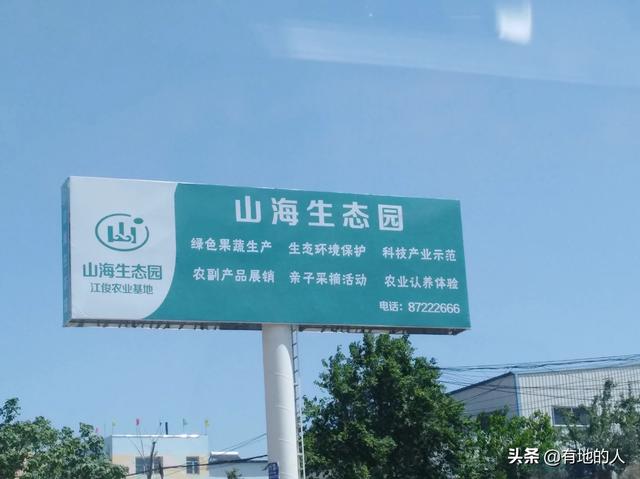 山海生态园
江俊农业基地
山海生态园
绿色果蔬生产 生态环境保护 科技产业示范
农副产品展销 亲子采摘活动 农业认养体验
电话：87222666
头条 @有地的人